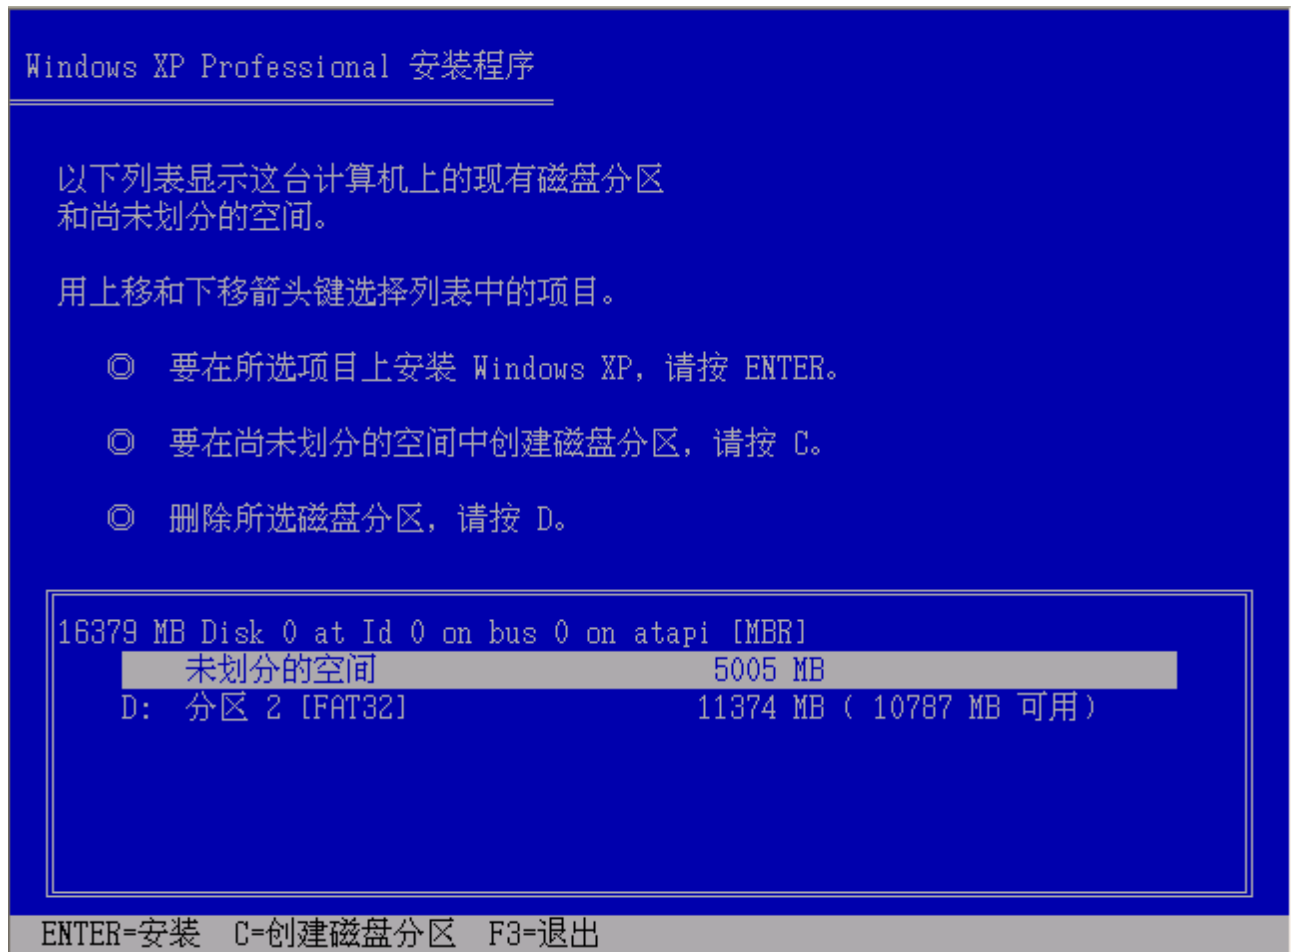 Windows XP Professional 安装程序
以下列表显示这台计算机上的现有磁盘分区
和尚未划分的空间。
用上移和下移箭头键选择列表中的项目。
◎ 要在所选项目上安装 Windows XP，请按 ENTER。
◎ 要在尚未划分的空间中创建磁盘分区，请按 C。
◎ 删除所选磁盘分区，请按 D。
16379 MB Disk 0 at Id 0 on bus 0 on atapi [MBR]
未划分的空间 5005 MB
D: 分区 2 [FAT32] 11374 MB ( 10787 MB 可用)
ENTER=安装 C=创建磁盘分区 F3=退出